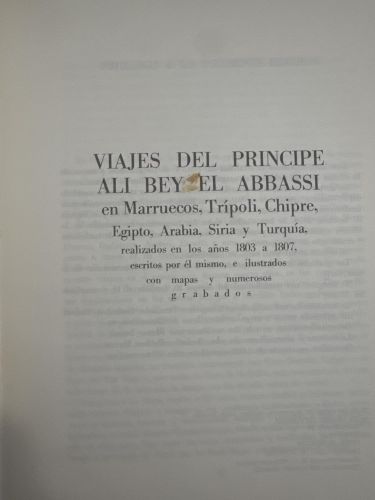 VIAJES DEL PRINCIPE
ALI BEY EL ABBASSI
en Marruecos, Trípoli, Chipre,
Egipto, Arabia, Siria y Turquía,
realizados en los años 1803 a 1807,
escritos por él mismo, e ilustrados
con mapas y numerosos
grabados